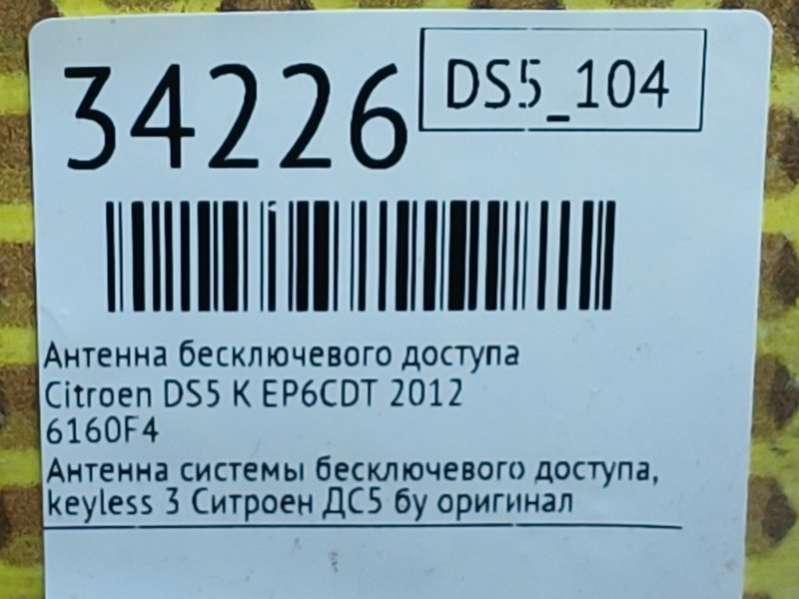 34226
DS5_104
Антенна бесключевого доступа
Citroen DS5 K EP6CDT 2012
6160F4
Антенна системы бесключевого доступа,
keyless 3 Ситроен ДС5 бу оригинал